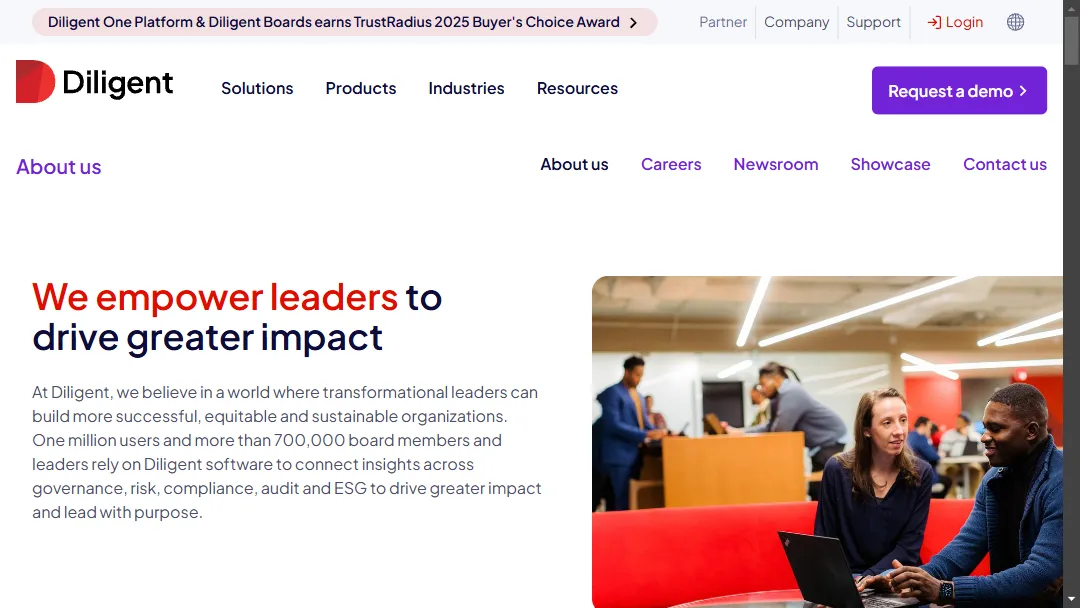 Diligent One Platform & Diligent Boards earns TrustRadius 2025 Buyer's Choice Award
Partner
Company
Support
Login
Diligent
Solutions
Products
Industries
Resources
Request a demo
About us
About us
Careers
Newsroom
Showcase
Contact us
We empower leaders to
drive greater impact
At Diligent, we believe in a world where transformational leaders can
build more successful, equitable and sustainable organizations.
One million users and more than 700,000 board members and
leaders rely on Diligent software to connect insights across
governance, risk, compliance, audit and ESG to drive greater impact
and lead with purpose.